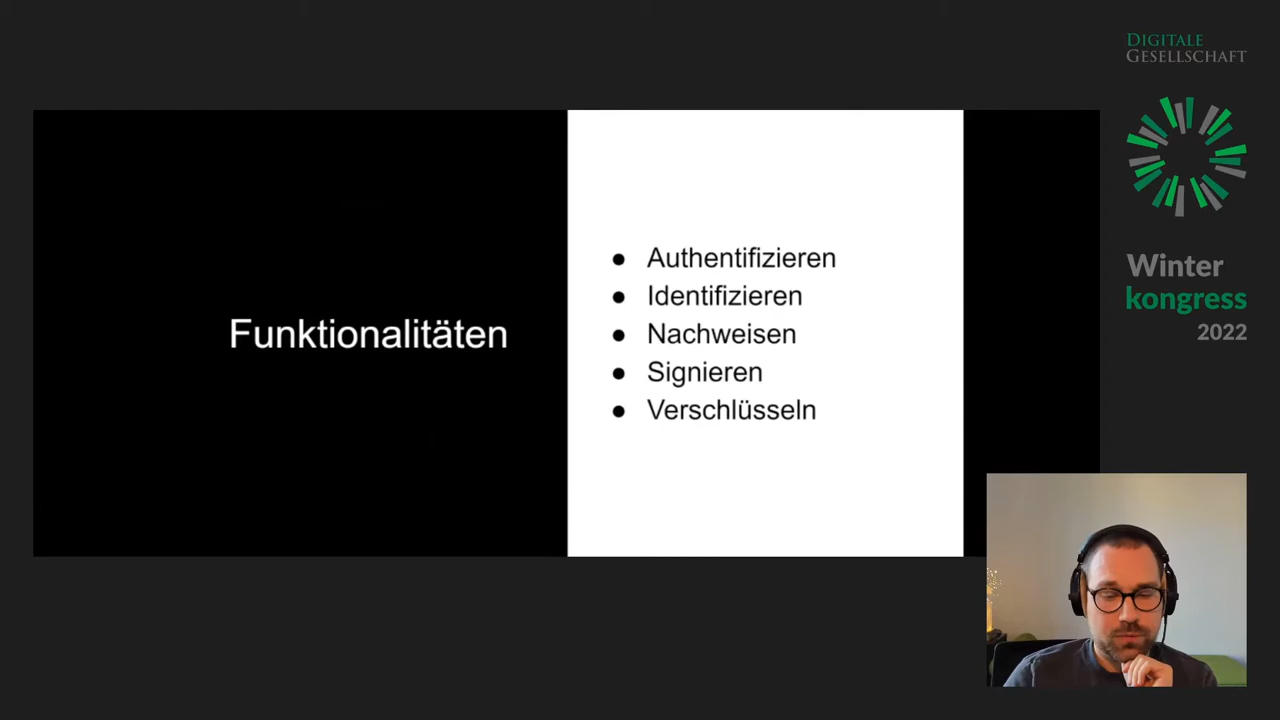 DIGITALE
GESELLSCHAFT
Funktionalitäten
● Authentifizieren
● Identifizieren
● Nachweisen
● Signieren
● Verschlüsseln
Winter
kongress
2022